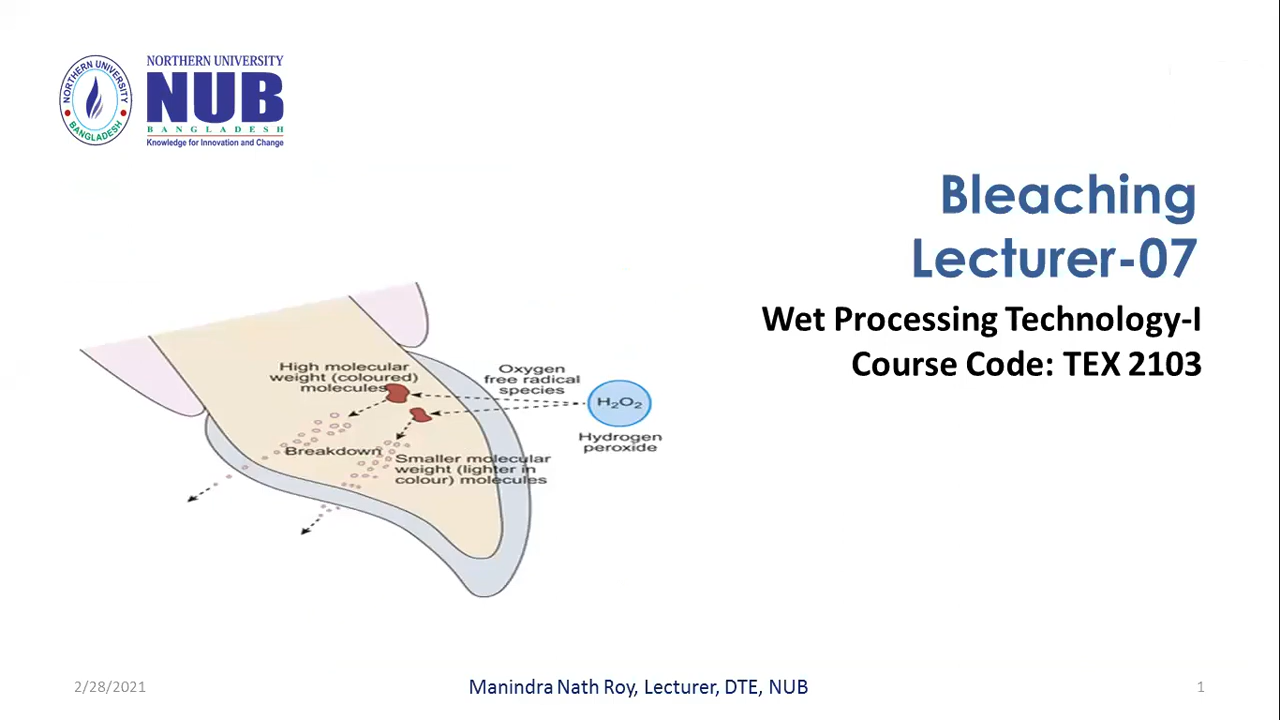 NORTHERN UNIVERSITY
BANGLADESH
NORTHERN UNIVERSITY
NUB
BANGLADESH
Knowledge for Innovation and Change
Bleaching
Lecturer-07
Wet Processing Technology-I
Course Code: TEX 2103
High molecular
weight (coloured)
molecules
Oxygen
free radical
species
H₂O₂
Hydrogen
peroxide
Breakdown
Smaller molecular
weight (lighter in
colour) molecules
2/28/2021
Manindra Nath Roy, Lecturer, DTE, NUB
1